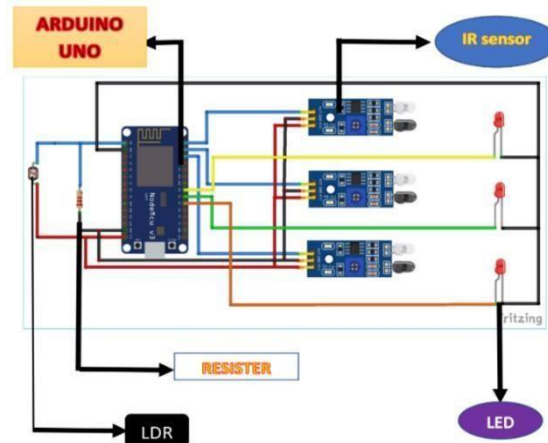 ARDUINO
UNO
IR sensor
NodeMcu v3
ritzing
RESISTER
LDR
LED